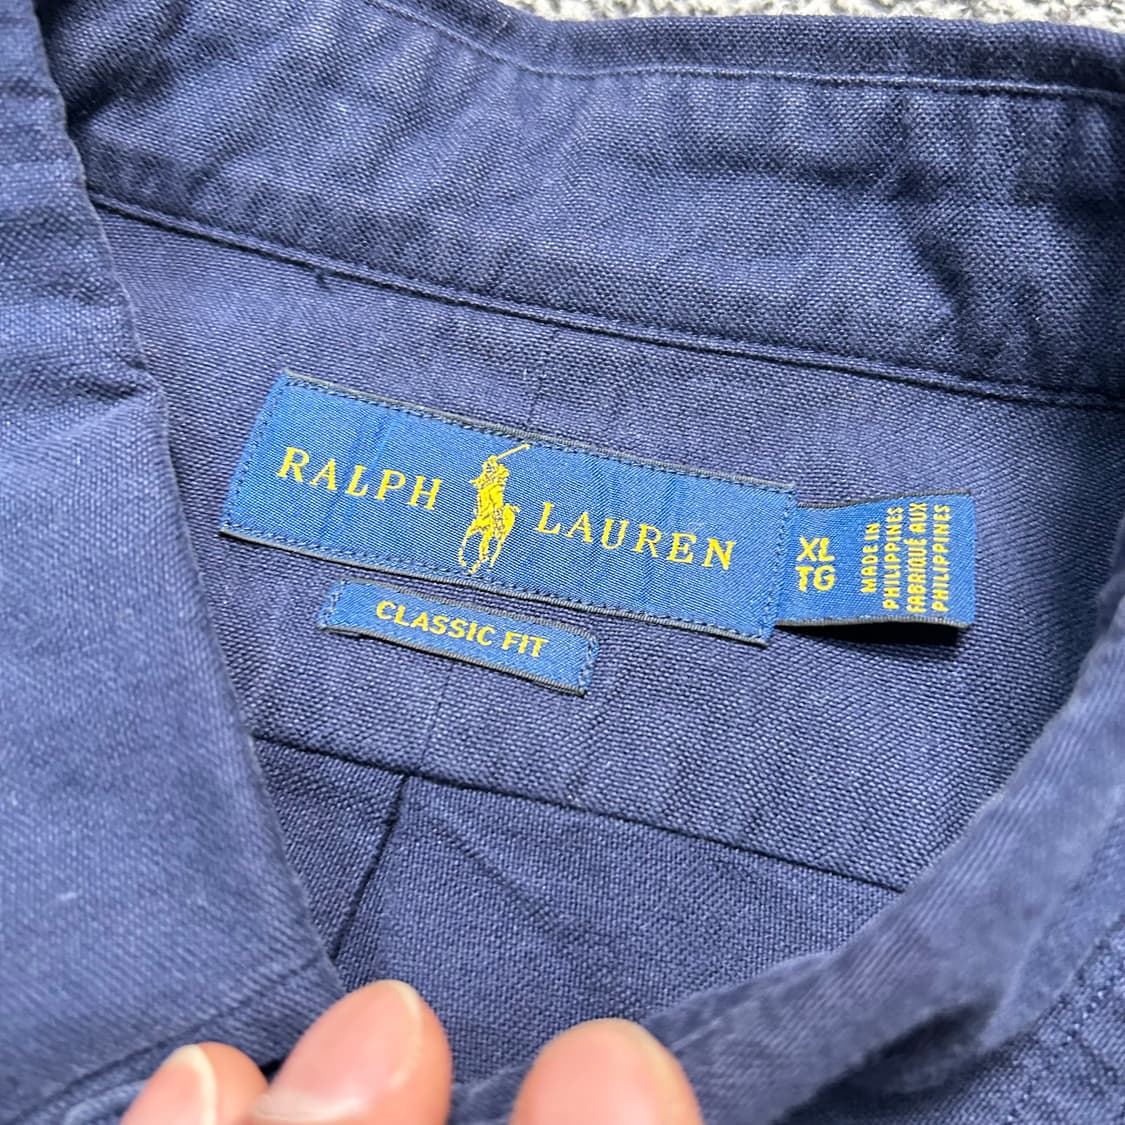 RALPH LAUREN
XL
TG
MADE IN
PHILIPPINES
FABRIQUÉ AUX
PHILIPPINES
CLASSIC FIT